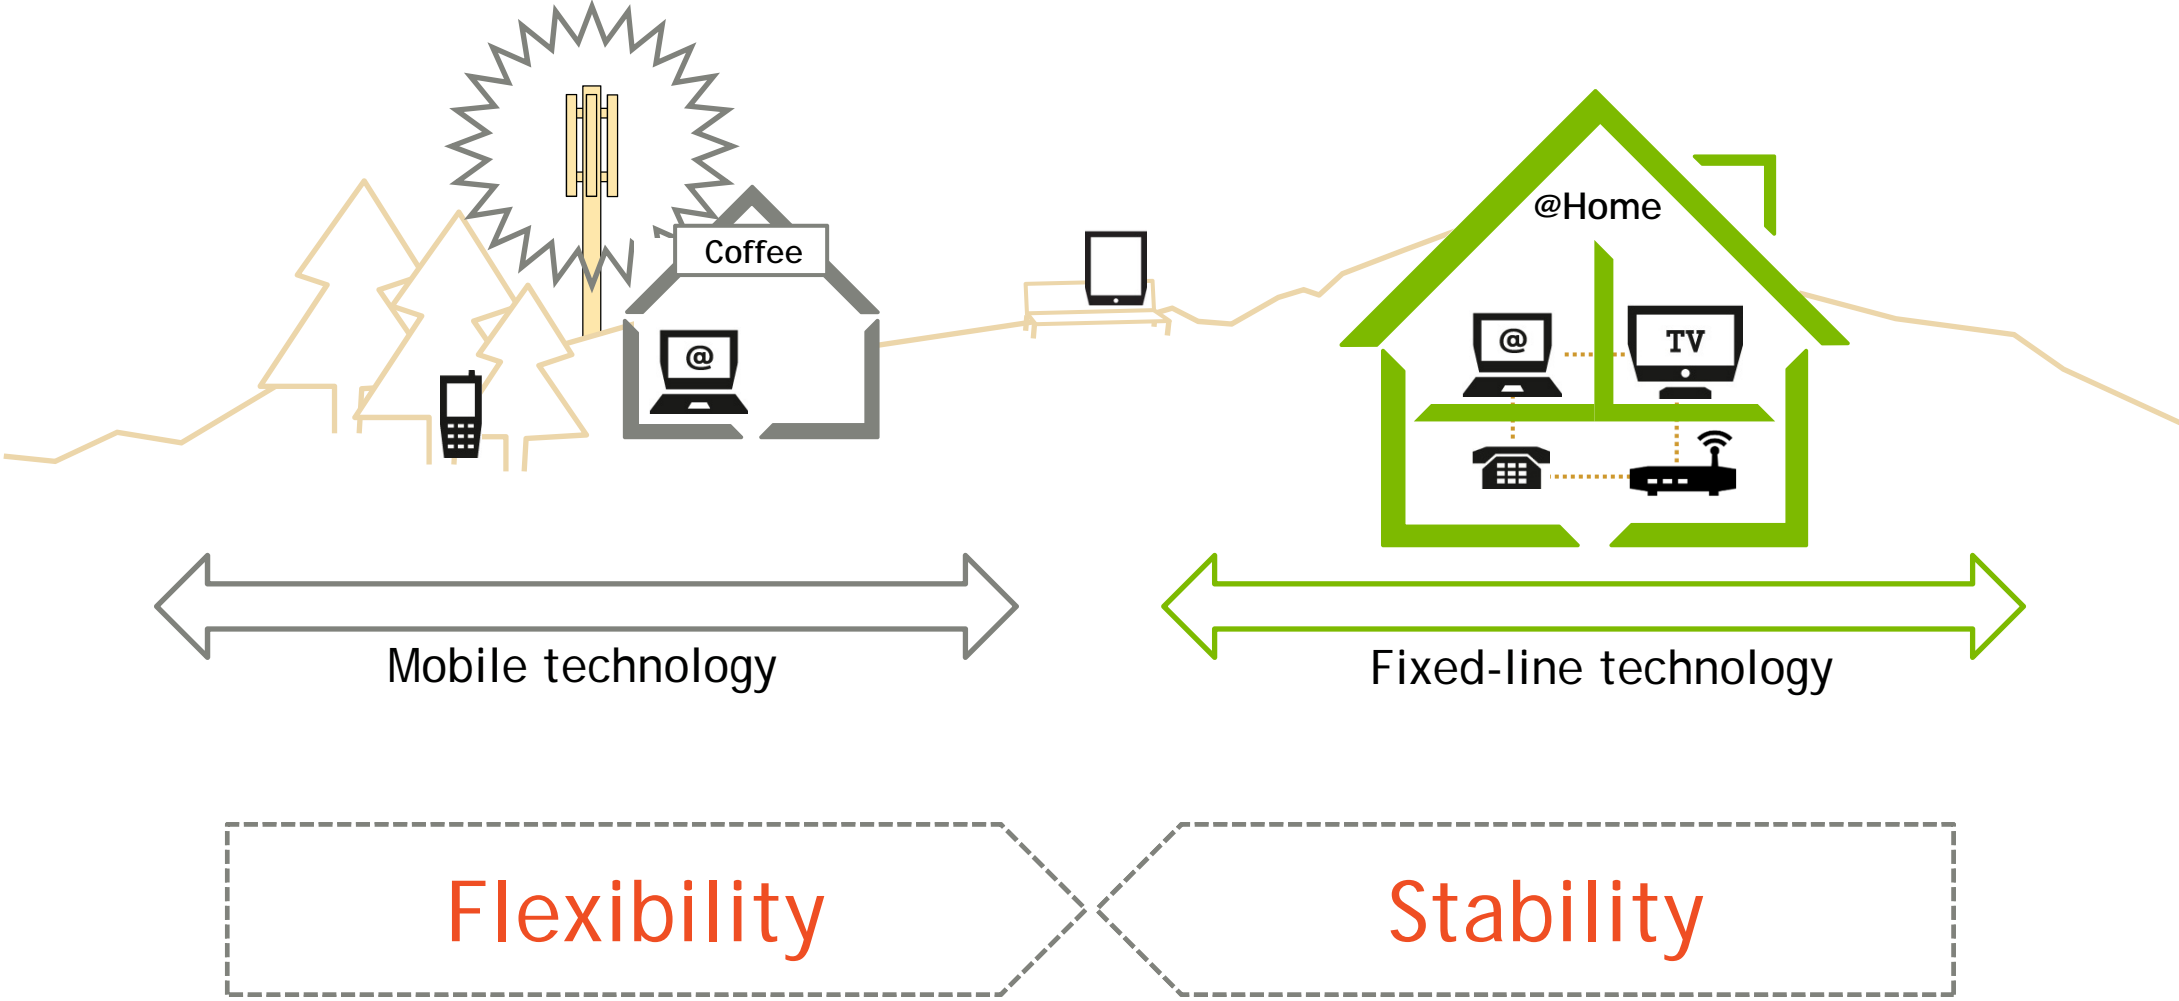 Coffee
@Home
@
@
TV
Mobile technology
Fixed-line technology
Flexibility
Stability